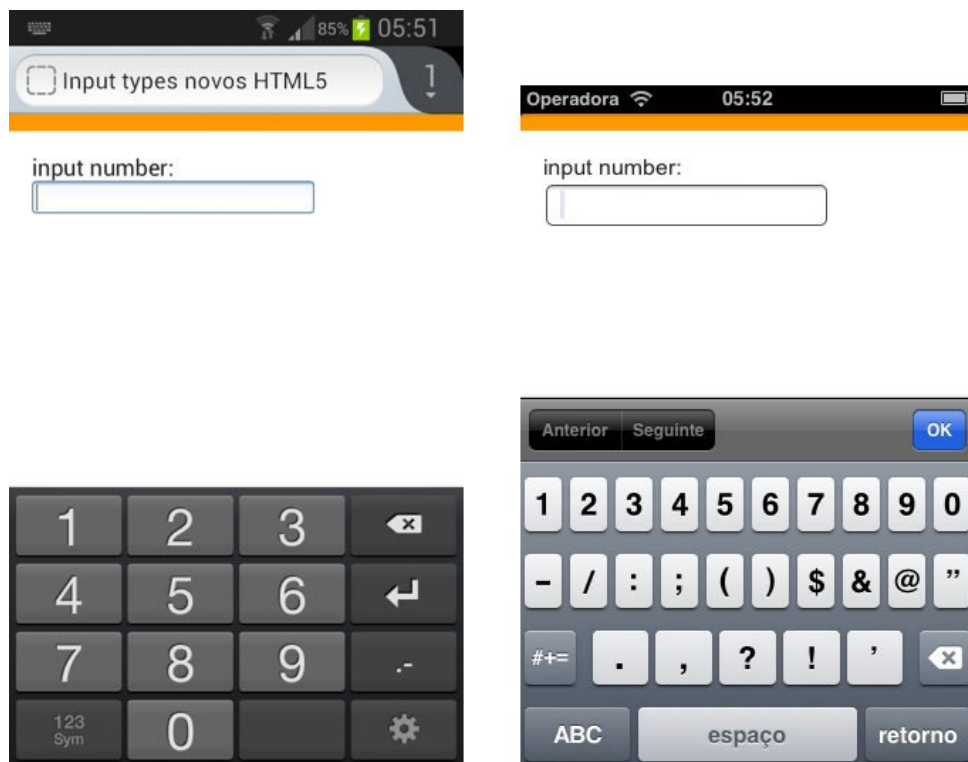 85% 05:51
Input types novos HTML5
1
input number:
1 2 3
4 5 6
7 8 9 .-
123
Sym
0
Operadora 05:52
input number:
Anterior Seguinte OK
1 2 3 4 5 6 7 8 9 0
- / : ; ( ) $ & @ ”
#+= . , ? ! ’
ABC espaço retorno